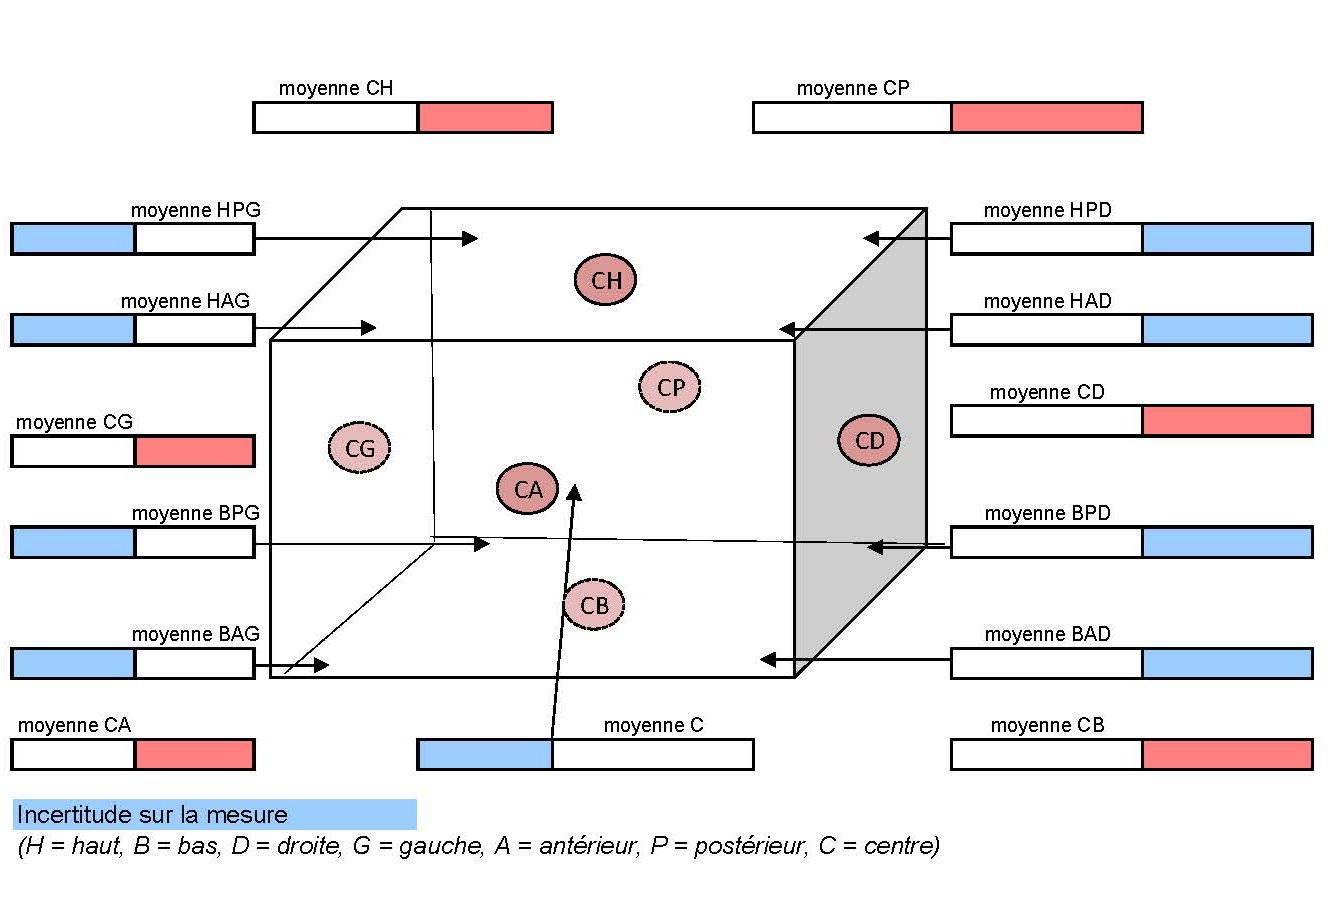 moyenne CH
moyenne CP
moyenne HPG
moyenne HPD
CH
moyenne HAG
moyenne HAD
CP
moyenne CD
moyenne CG
CG
CD
CA
moyenne BPG
moyenne BPD
CB
moyenne BAG
moyenne BAD
moyenne CA
moyenne C
moyenne CB
Incertitude sur la mesure
(H = haut, B = bas, D = droite, G = gauche, A = antérieur, P = postérieur, C = centre)